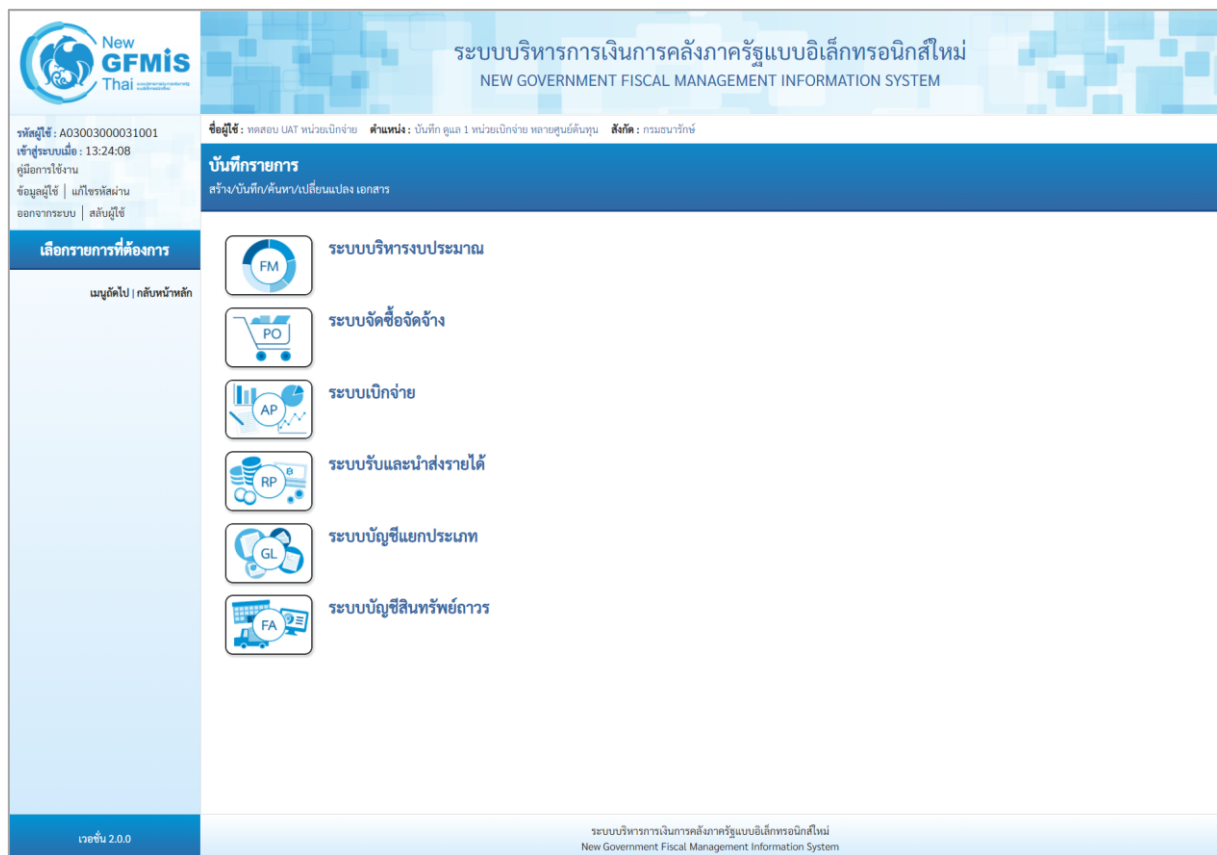 New
GFMiS
Thai
ระบบบริหารการเงินการคลังภาครัฐแบบอิเล็กทรอนิกส์ใหม่
NEW GOVERNMENT FISCAL MANAGEMENT INFORMATION SYSTEM
รหัสผู้ใช้ : A03003000031001
เข้าสู่ระบบเมื่อ : 13:24:08
คู่มือการใช้งาน
ข้อมูลผู้ใช้ | แก้ไขรหัสผ่าน
ออกจากระบบ | สลับผู้ใช้
ชื่อผู้ใช้ : ทดสอบ UAT หน่วยเบิกจ่าย ตำแหน่ง : บันทึก ดูแล 1 หน่วยเบิกจ่าย หลายศูนย์ต้นทุน สังกัด : กรมธนารักษ์
บันทึกรายการ
สร้าง/บันทึก/ค้นหา/เปลี่ยนแปลง เอกสาร
เลือกรายการที่ต้องการ
เมนูถัดไป | กลับหน้าหลัก
FM
ระบบบริหารงบประมาณ
PO
ระบบจัดซื้อจัดจ้าง
AP
ระบบเบิกจ่าย
RP
ระบบรับและนำส่งรายได้
GL
ระบบบัญชีแยกประเภท
FA
ระบบบัญชีสินทรัพย์ถาวร
เวอชั่น 2.0.0
ระบบบริหารการเงินการคลังภาครัฐแบบอิเล็กทรอนิกส์ใหม่
New Government Fiscal Management Information System